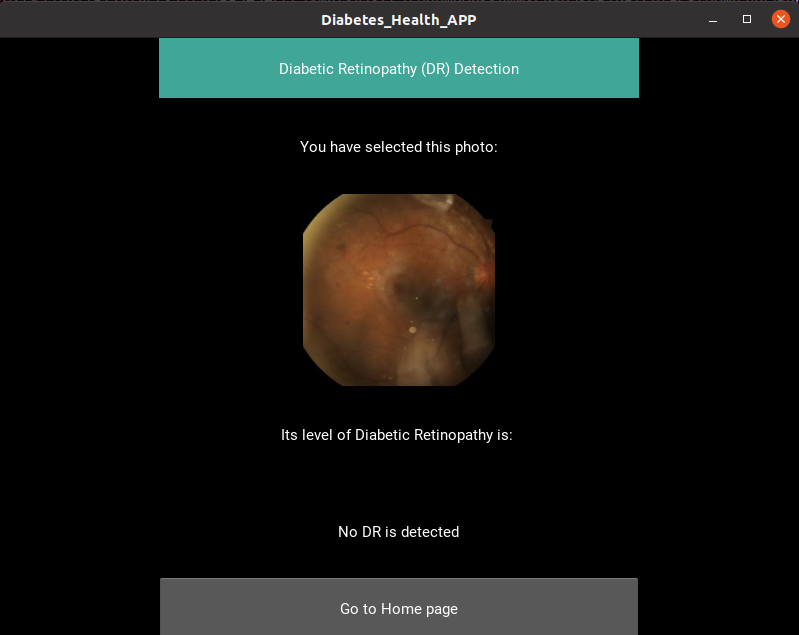 Diabetes_Health_APP
Diabetic Retinopathy (DR) Detection
You have selected this photo:
Its level of Diabetic Retinopathy is:
No DR is detected
Go to Home page